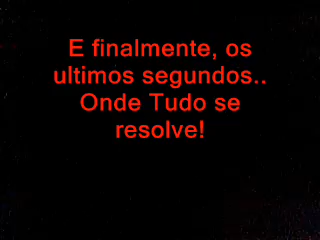 E finalmente, os
ultimos segundos..
Onde Tudo se
resolve!